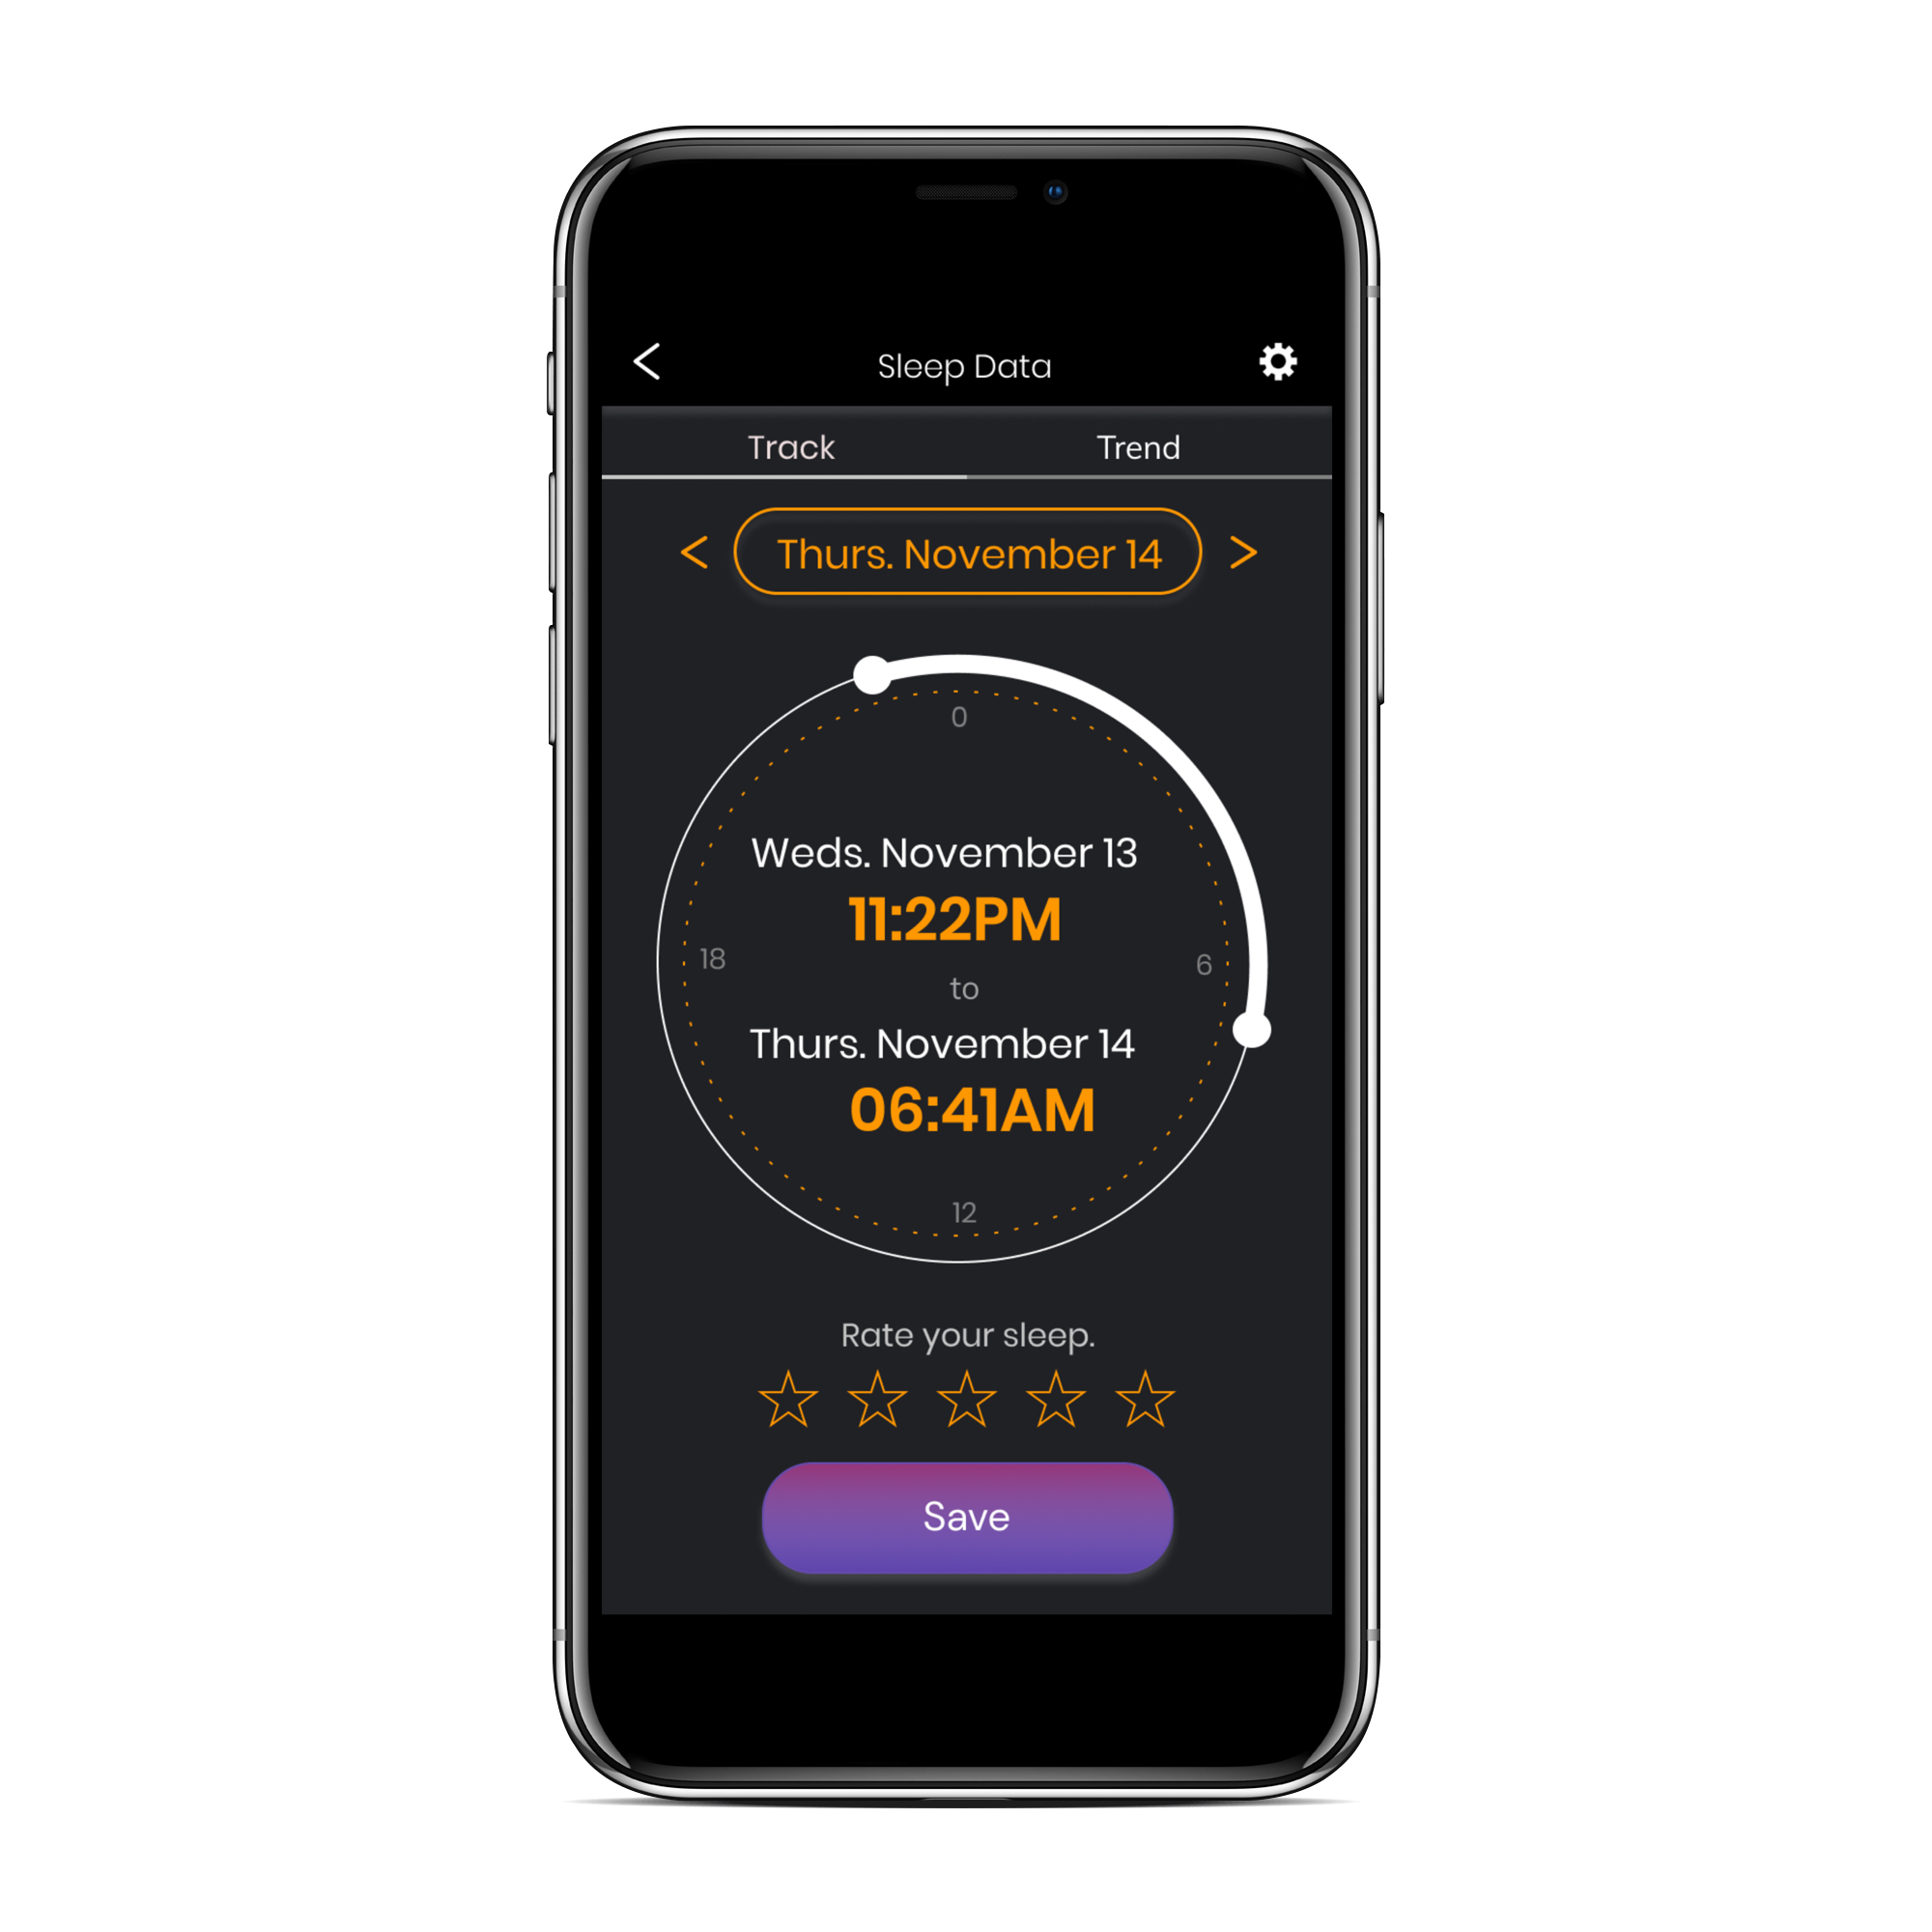 Sleep Data
Track Trend
< Thurs. November 14 >
0
Weds. November 13
11:22PM
18 6
to
Thurs. November 14
06:41AM
12
Rate your sleep.
Save